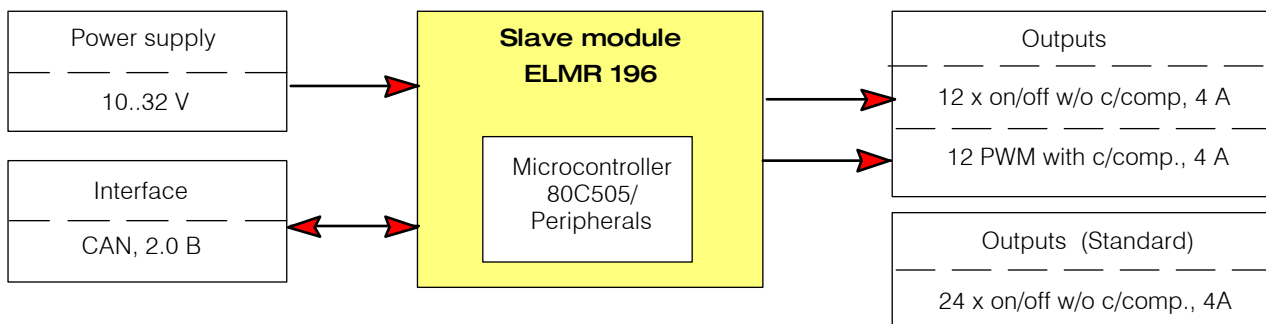 Power supply
10..32 V
Interface
CAN, 2.0 B
Slave module
ELMR 196
Microcontroller
80C505/
Peripherals
Outputs
12 x on/off w/o c/comp, 4 A
12 PWM with c/comp., 4 A
Outputs (Standard)
24 x on/off w/o c/comp., 4A